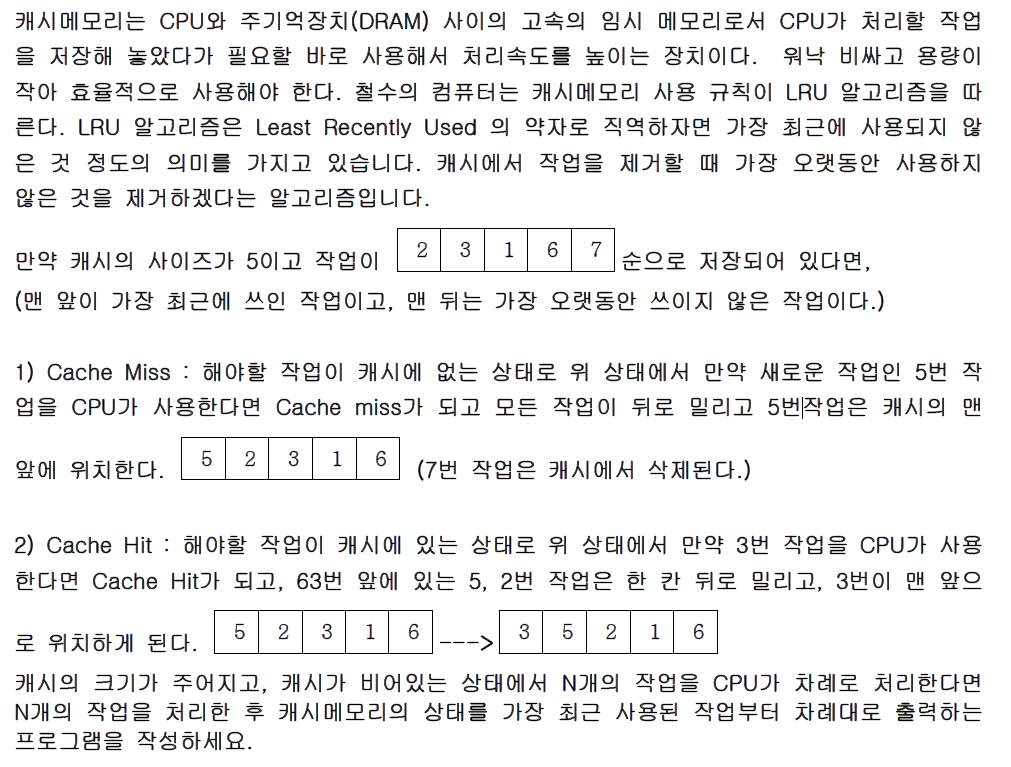 캐시메모리는 CPU와 주기억장치(DRAM) 사이의 고속의 임시 메모리로서 CPU가 처리할 작업
을 저장해 놓았다가 필요할 바로 사용해서 처리속도를 높이는 장치이다. 워낙 비싸고 용량이
작아 효율적으로 사용해야 한다. 철수의 컴퓨터는 캐시메모리 사용 규칙이 LRU 알고리즘을 따
른다. LRU 알고리즘은 Least Recently Used 의 약자로 직역하자면 가장 최근에 사용되지 않
은 것 정도의 의미를 가지고 있습니다. 캐시에서 작업을 제거할 때 가장 오랫동안 사용하지
않은 것을 제거하겠다는 알고리즘입니다.
만약 캐시의 사이즈가 5이고 작업이 2 3 1 6 7 순으로 저장되어 있다면,
(맨 앞이 가장 최근에 쓰인 작업이고, 맨 뒤는 가장 오랫동안 쓰이지 않은 작업이다.)
1) Cache Miss : 해야할 작업이 캐시에 없는 상태로 위 상태에서 만약 새로운 작업인 5번 작
업을 CPU가 사용한다면 Cache miss가 되고 모든 작업이 뒤로 밀리고 5번작업은 캐시의 맨
앞에 위치한다. 5 2 3 1 6 (7번 작업은 캐시에서 삭제된다.)
2) Cache Hit : 해야할 작업이 캐시에 있는 상태로 위 상태에서 만약 3번 작업을 CPU가 사용
한다면 Cache Hit가 되고, 63번 앞에 있는 5, 2번 작업은 한 칸 뒤로 밀리고, 3번이 맨 앞으
로 위치하게 된다. 5 2 3 1 6 ---> 3 5 2 1 6
캐시의 크기가 주어지고, 캐시가 비어있는 상태에서 N개의 작업을 CPU가 차례로 처리한다면
N개의 작업을 처리한 후 캐시메모리의 상태를 가장 최근 사용된 작업부터 차례대로 출력하는
프로그램을 작성하세요.